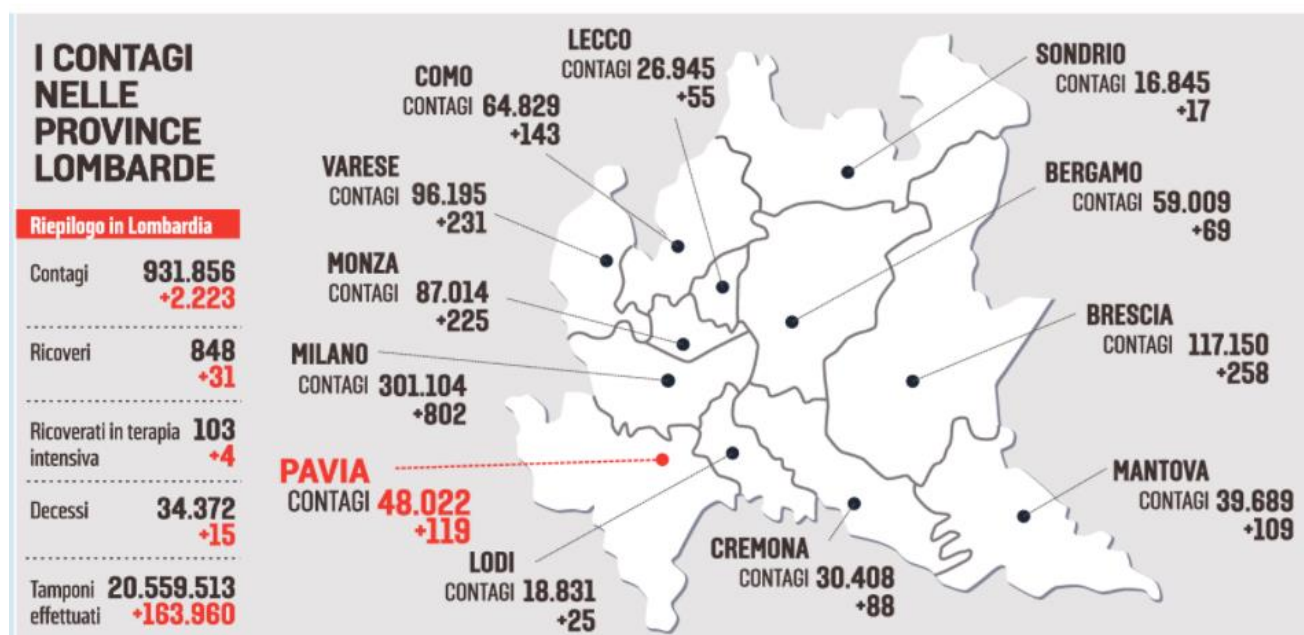 I CONTAGI
NELLE
PROVINCE
LOMBARDE
Riepilogo in Lombardia
Contagi 931.856
+2.223
Ricoveri 848
+31
Ricoverati in terapia intensiva 103
+4
Decessi 34.372
+15
Tamponi effettuati 20.559.513
+163.960
LECCO
CONTAGI 26.945
+55
COMO
CONTAGI 64.829
+143
VARESE
CONTAGI 96.195
+231
MONZA
CONTAGI 87.014
+225
MILANO
CONTAGI 301.104
+802
PAVIA
CONTAGI 48.022
+119
LODI
CONTAGI 18.831
+25
CREMONA
CONTAGI 30.408
+88
SONDRIO
CONTAGI 16.845
+17
BERGAMO
CONTAGI 59.009
+69
BRESCIA
CONTAGI 117.150
+258
MANTOVA
CONTAGI 39.689
+109